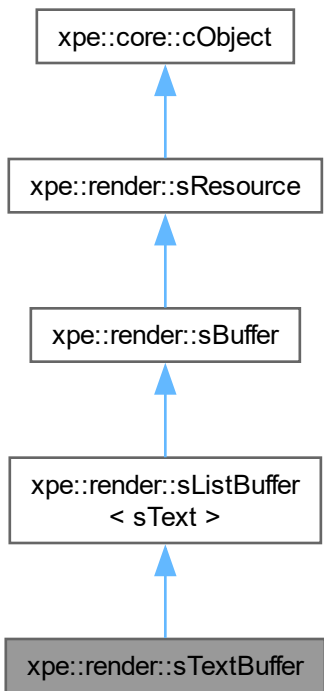 xpe::core::cObject
xpe::render::sResource
xpe::render::sBuffer
xpe::render::sListBuffer
< sText >
xpe::render::sTextBuffer